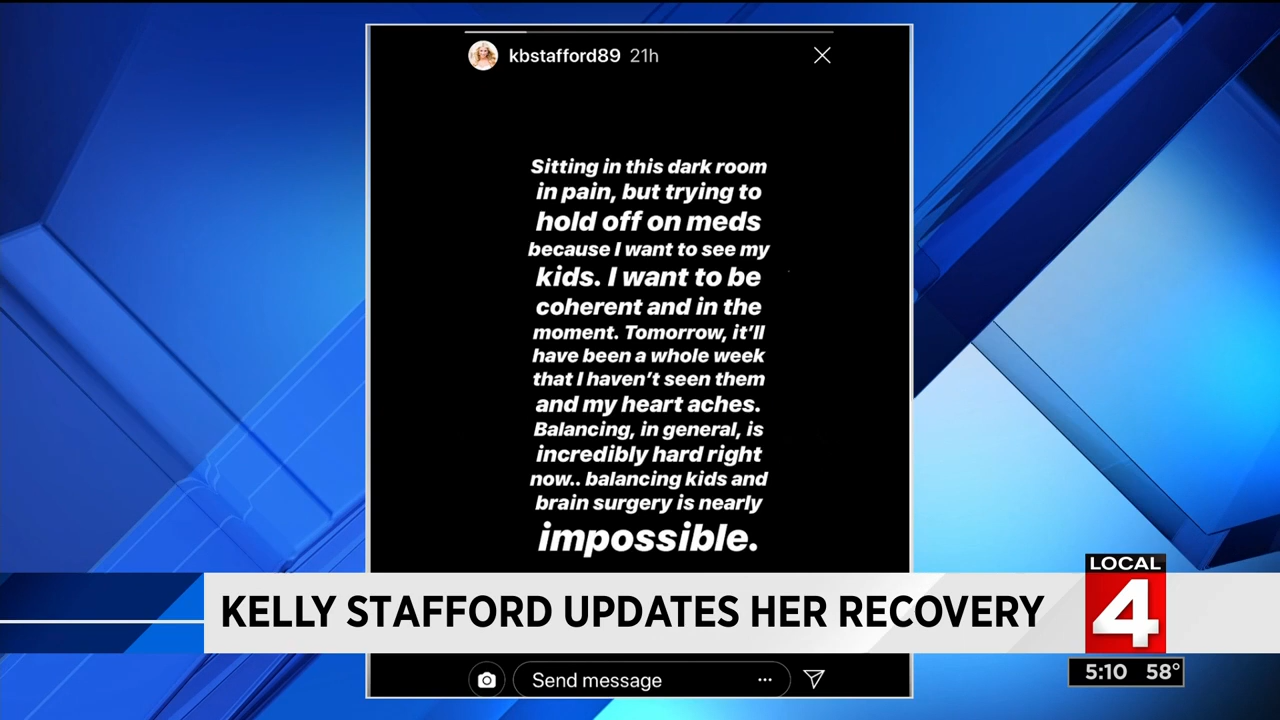 kbstafford89 21h
Sitting in this dark room
in pain, but trying to
hold off on meds
because I want to see my
kids. I want to be
coherent and in the
moment. Tomorrow, it'll
have been a whole week
that I haven't seen them
and my heart aches.
Balancing, in general, is
incredibly hard right
now.. balancing kids and
brain surgery is nearly
impossible.
KELLY STAFFORD UPDATES HER RECOVERY
LOCAL
4
5:10 58°
Send message